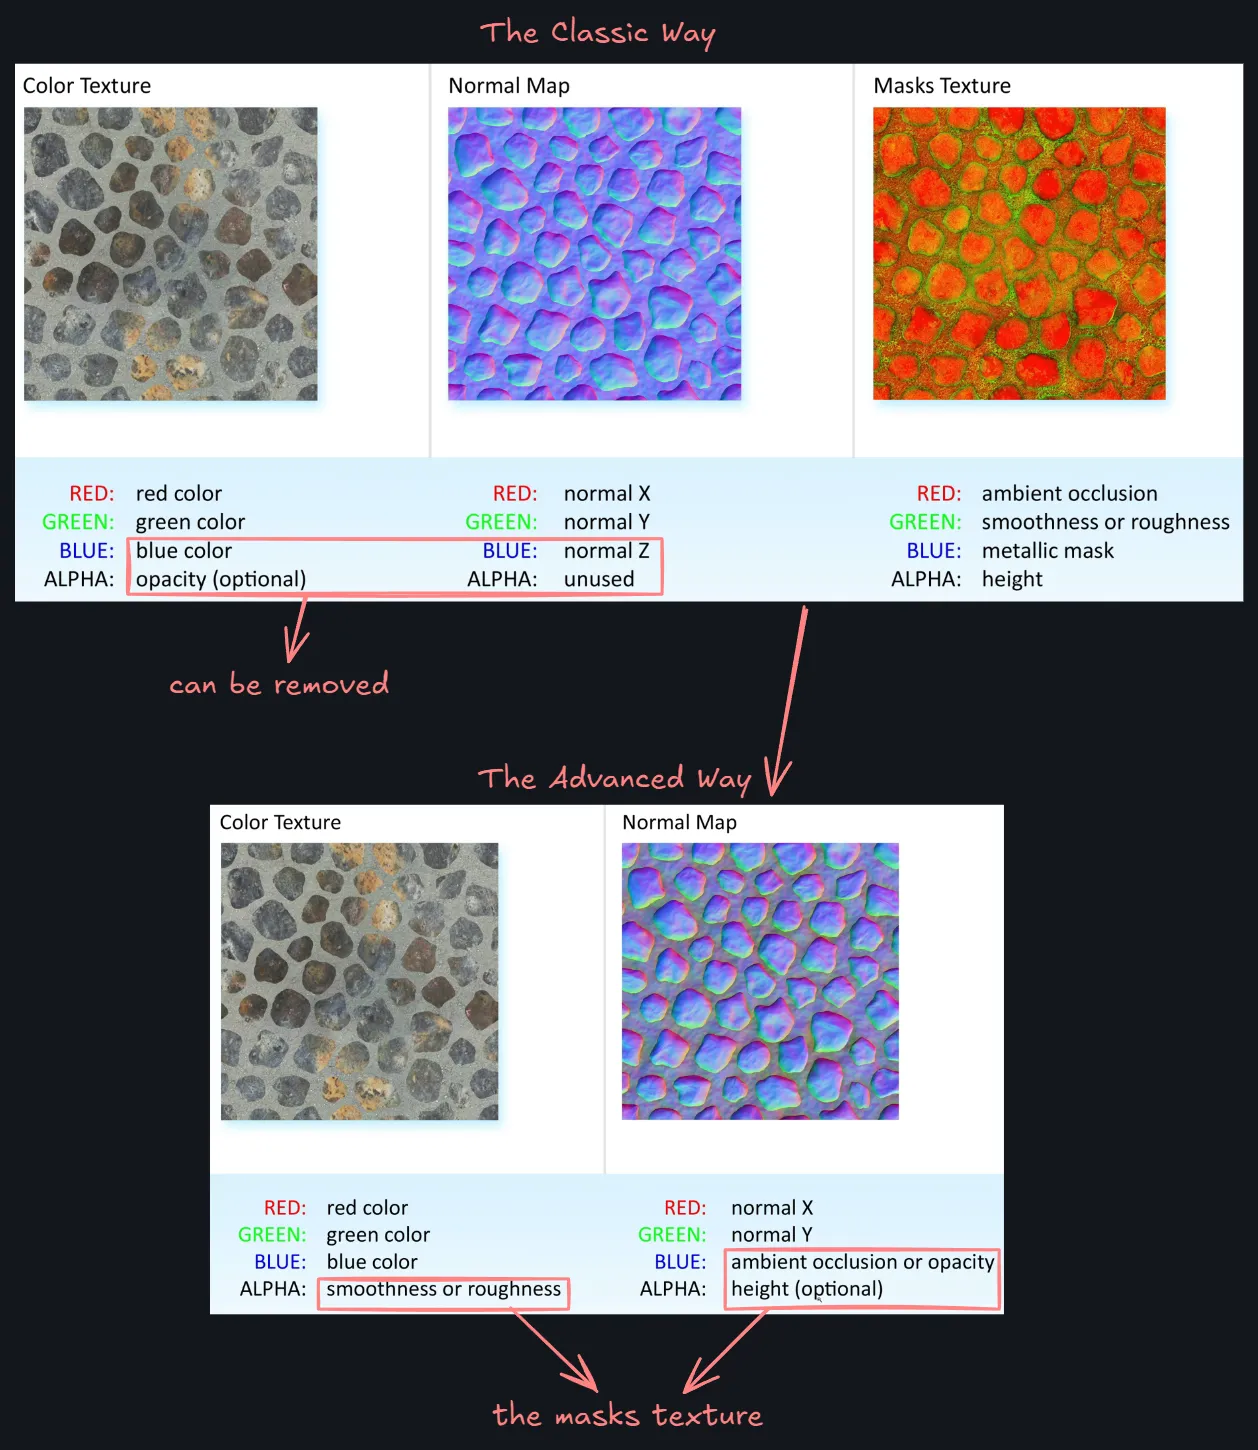 The Classic Way
Color Texture
Normal Map
Masks Texture
RED: red color
GREEN: green color
BLUE: blue color
ALPHA: opacity (optional)
RED: normal X
GREEN: normal Y
BLUE: normal Z
ALPHA: unused
RED: ambient occlusion
GREEN: smoothness or roughness
BLUE: metallic mask
ALPHA: height
can be removed
The Advanced Way
Color Texture
Normal Map
RED: red color
GREEN: green color
BLUE: blue color
ALPHA: smoothness or roughness
RED: normal X
GREEN: normal Y
BLUE: ambient occlusion or opacity
ALPHA: height (optional)
the masks texture